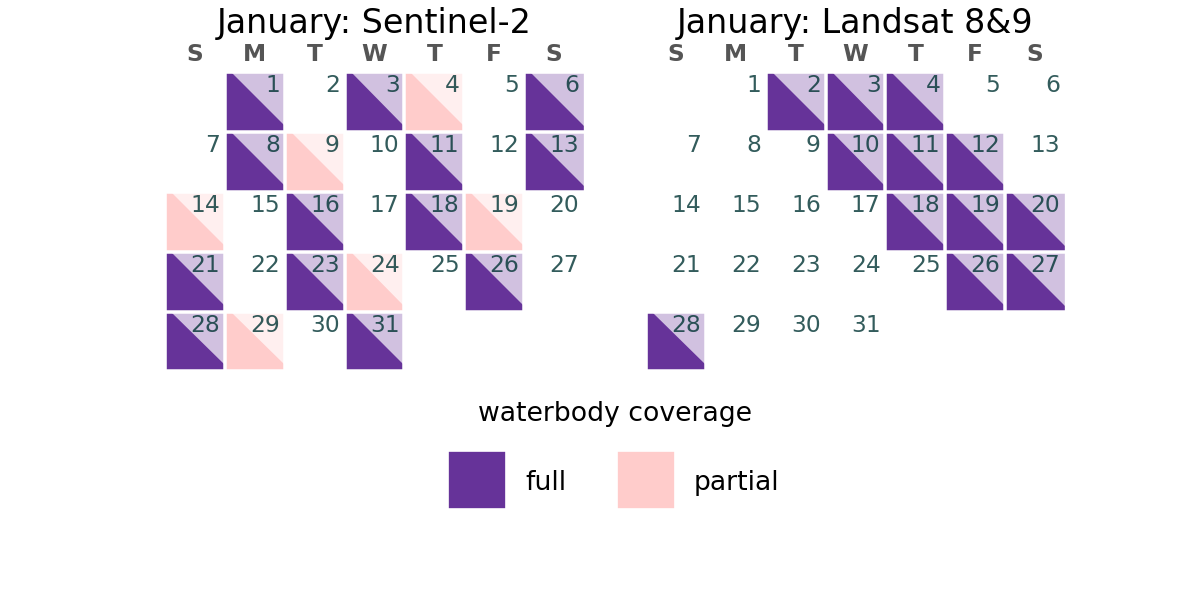 January: Sentinel-2
S M T W T F S
1 2 3 4 5 6
7 8 9 10 11 12 13
14 15 16 17 18 19 20
21 22 23 24 25 26 27
28 29 30 31
January: Landsat 8&9
S M T W T F S
1 2 3 4 5 6
7 8 9 10 11 12 13
14 15 16 17 18 19 20
21 22 23 24 25 26 27
28 29 30 31
waterbody coverage
full partial